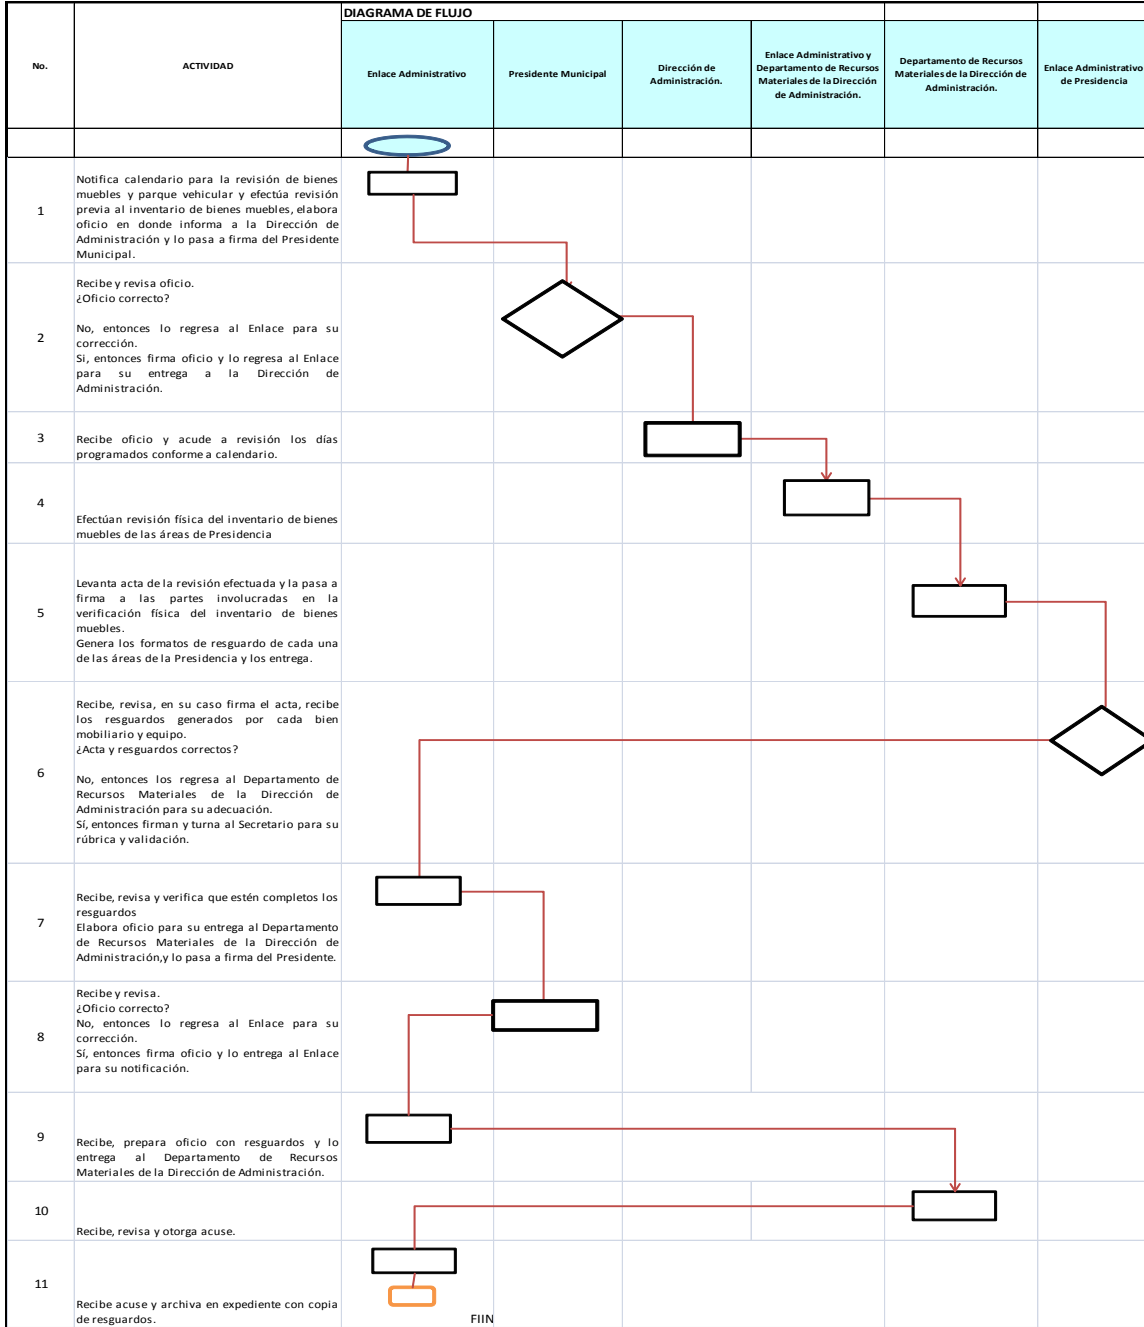 DIAGRAMA DE FLUJO
No.
ACTIVIDAD
Enlace Administrativo
Presidente Municipal
Dirección de
Administración.
Enlace Administrativo y
Departamento de Recursos
Materiales de la Dirección
de Administración.
Departamento de Recursos
Materiales de la Dirección de
Administración.
Enlace Administrativo
de Presidencia
1
Notifica calendario para la revisión de bienes
muebles y parque vehicular y efectúa revisión
previa al inventario de bienes muebles, elabora
oficio en donde informa a la Dirección de
Administración y lo pasa a firma del Presidente
Municipal.
2
Recibe y revisa oficio.
¿Oficio correcto?
No, entonces lo regresa al Enlace para su
corrección.
Si, entonces firma oficio y lo regresa al Enlace
para su entrega a la Dirección de
Administración.
3
Recibe oficio y acude a revisión los días
programados conforme a calendario.
4
Efectúan revisión física del inventario de bienes
muebles de las áreas de Presidencia
5
Levanta acta de la revisión efectuada y la pasa a
firma a las partes involucradas en la
verificación física del inventario de bienes
muebles.
Genera los formatos de resguardo de cada una
de las áreas de la Presidencia y los entrega.
6
Recibe, revisa, en su caso firma el acta, recibe
los resguardos generados por cada bien
mobiliario y equipo.
¿Acta y resguardos correctos?
No, entonces los regresa al Departamento de
Recursos Materiales de la Dirección de
Administración para su adecuación.
Sí, entonces firman y turna al Secretario para su
rúbrica y validación.
7
Recibe, revisa y verifica que estén completos los
resguardos
Elabora oficio para su entrega al Departamento
de Recursos Materiales de la Dirección de
Administración,y lo pasa a firma del Presidente.
8
Recibe y revisa.
¿Oficio correcto?
No, entonces lo regresa al Enlace para su
corrección.
Sí, entonces firma oficio y lo entrega al Enlace
para su notificación.
9
Recibe, prepara oficio con resguardos y lo
entrega al Departamento de Recursos
Materiales de la Dirección de Administración.
10
Recibe, revisa y otorga acuse.
11
Recibe acuse y archiva en expediente con copia
de resguardos.
FIIN